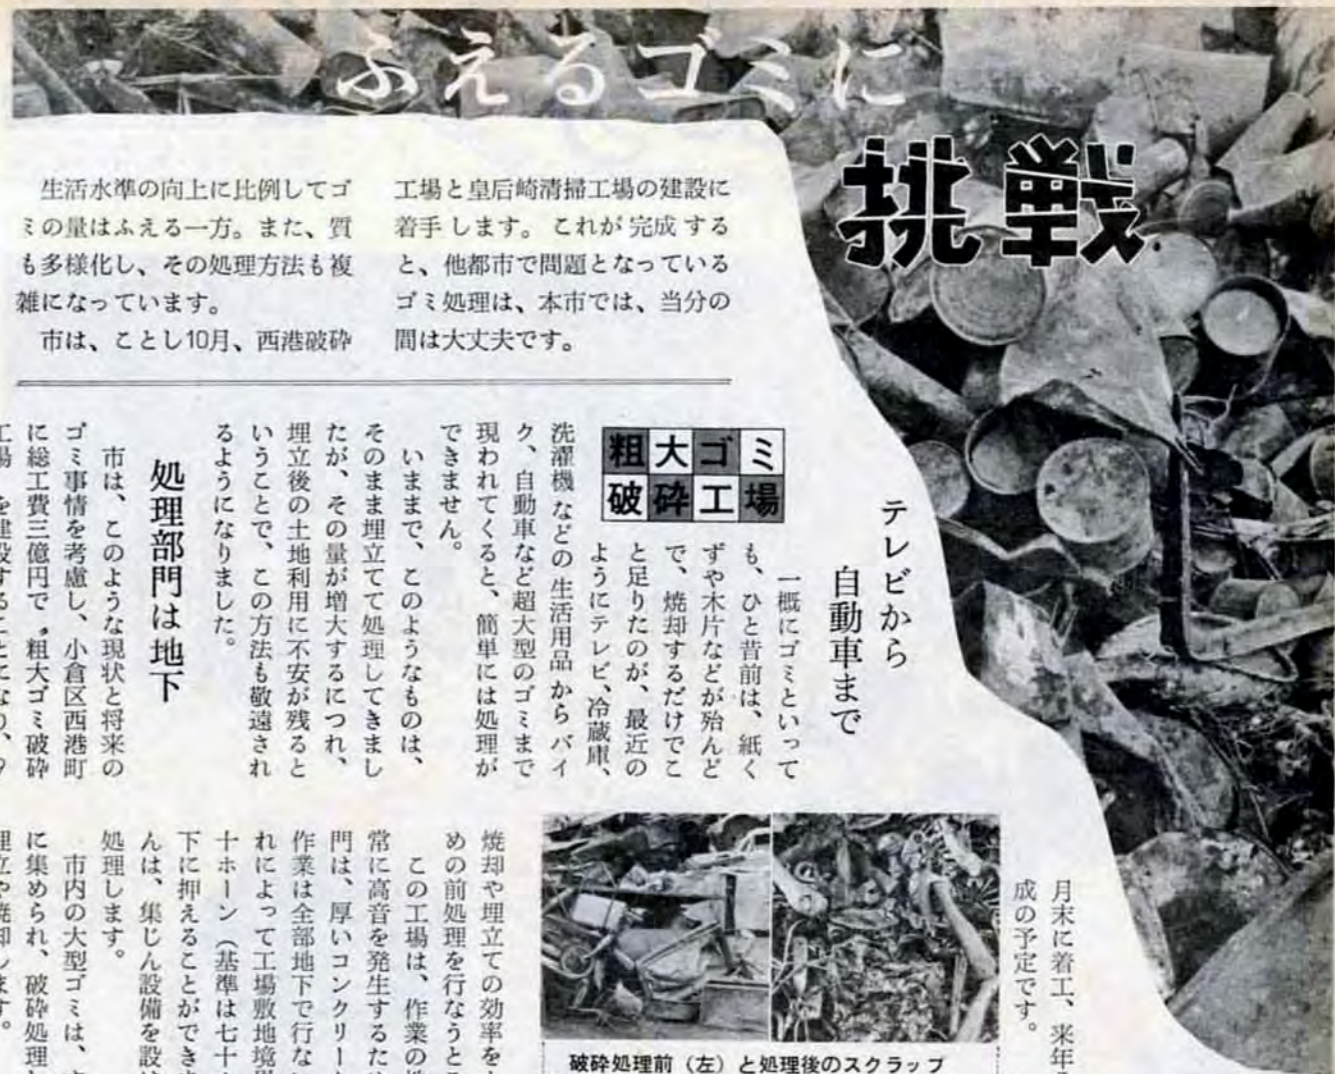 ふえるゴミに
挑戦
生活水準の向上に比例してゴ
ミの量はふえる一方。また、質
も多様化し、その処理方法も複
雑になっています。
市は、ことし10月、西港破砕
工場と皇后崎清掃工場の建設に
着手します。これが完成する
と、他都市で問題となっている
ゴミ処理は、本市では、当分の
間は大丈夫です。
テレビから
自動車まで
粗大ゴミ
破砕工場
一概にゴミといって
も、ひと昔前は、紙く
ずや木片などが殆んど
で、焼却するだけでこ
と足りたのが、最近の
ようにテレビ、冷蔵庫、
洗濯機などの生活用品からバイ
ク、自動車など超大型のゴミまで
現われてくると、簡単には処理が
できません。
いままで、このようなものは、
そのまま埋立てて処理してきまし
たが、その量が増大するにつれ、
埋立後の土地利用に不安が残ると
いうことで、この方法も敬遠され
るようになりました。
処理部門は地下
市は、このような現状と将来の
ゴミ事情を考慮し、小倉区西港町
に総工費三億円で〝粗大ゴミ破砕
月末に着工、来年
成の予定です。
破砕処理前（左）と処理後のスクラップ
焼却や埋立ての効率を
めの前処理を行なうと
この工場は、作業の
常に高音を発生するた
門は、厚いコンクリー
作業は全部地下で行な
れによって工場敷地境
十ホーン（基準は七十
下に押えることができ
んは、集じん設備を設
処理します。
市内の大型ゴミは、
に集められ、破砕処理
埋立や焼却します。